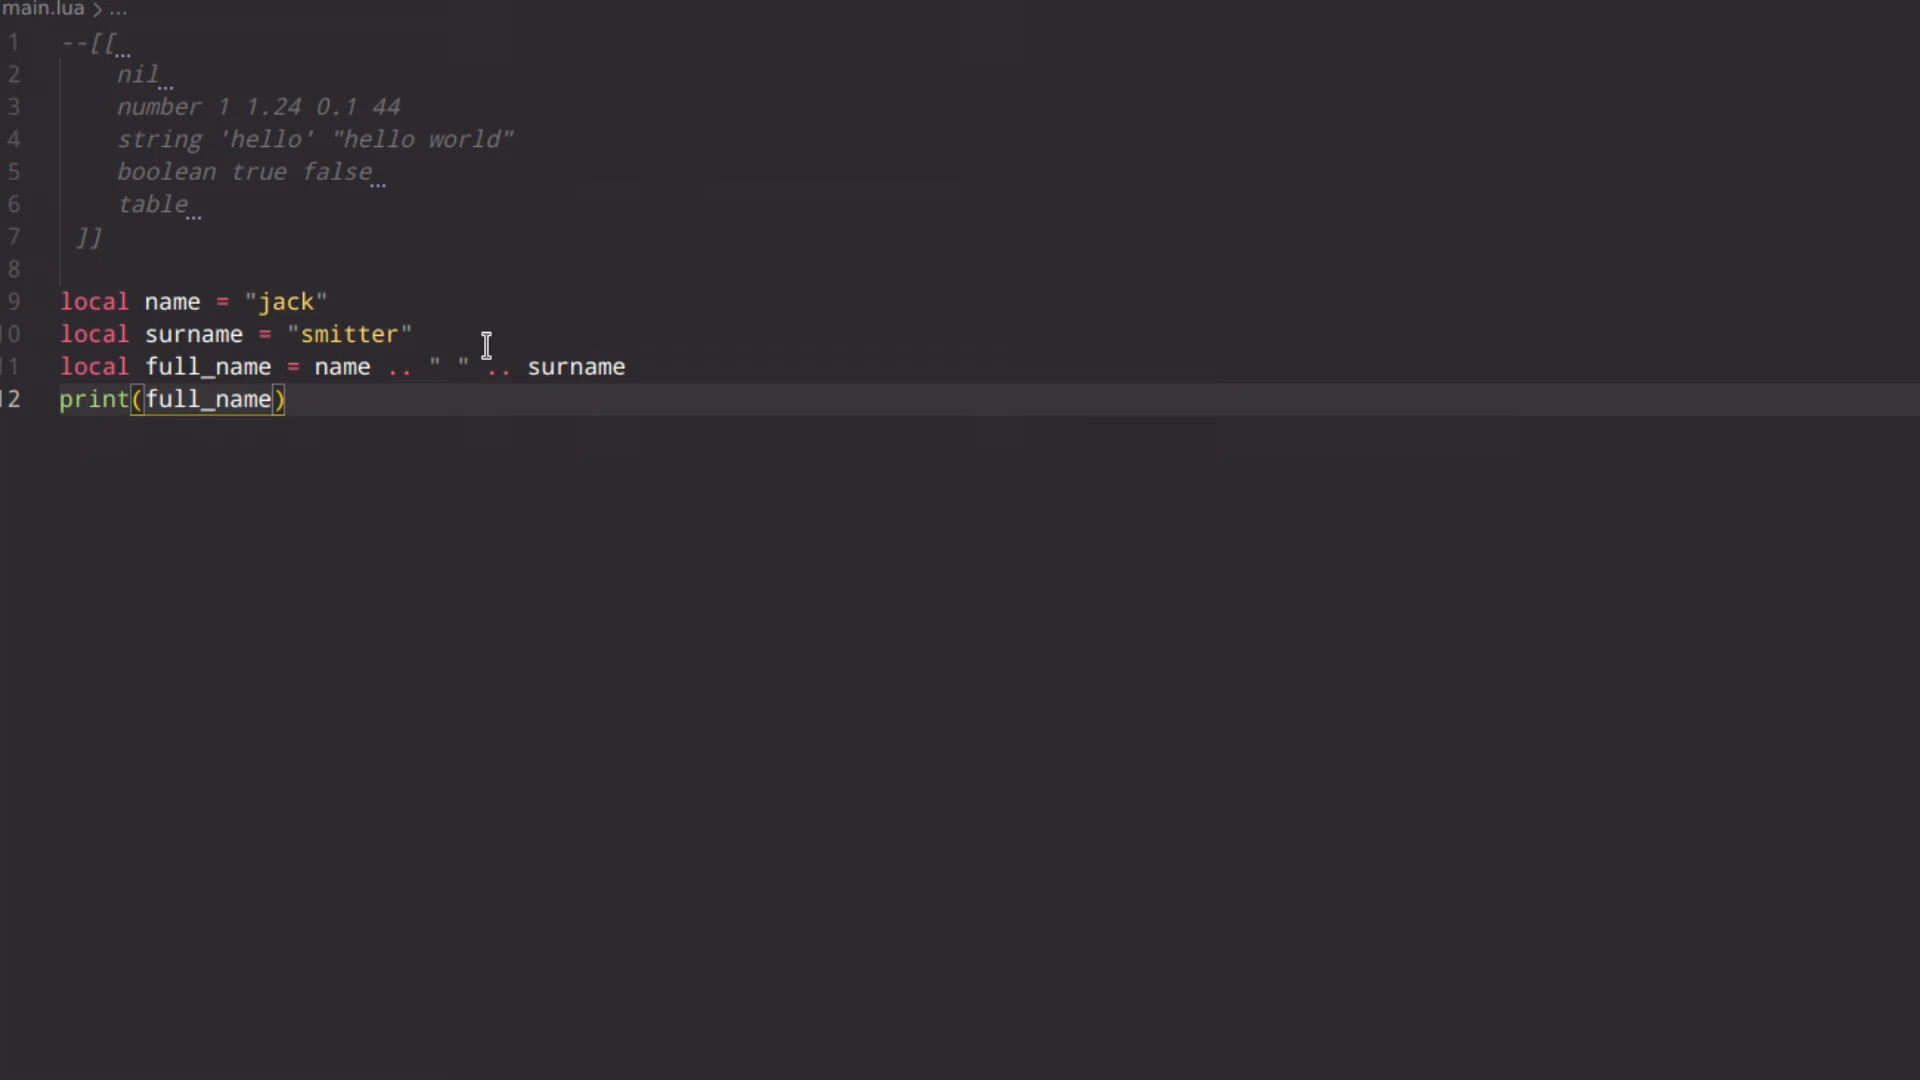 main.lua > ...
1 --[[
2 nil
3 number 1 1.24 0.1 44
4 string 'hello' "hello world"
5 boolean true false
6 table
7 ]]
8
9 local name = "jack"
10 local surname = "smitter"
11 local full_name = name .. " " .. surname
12 print(full_name)